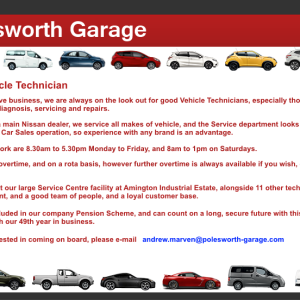 sworth Garage
cle Technician
ve business, we are always on the look out for good Vehicle Technicians, especially tho
diagnosis, servicing and repairs.
main Nissan dealer, we service all makes of vehicle, and the Service department looks
Car Sales operation, so experience with any brand is an advantage.
ork are 8.30am to 5.30pm Monday to Friday, and 8am to 1pm on Saturdays.
overtime, and on a rota basis, however further overtime is always available if you wish,
t our large Service Centre facility at Amington Industrial Estate, alongside 11 other tech
nt, and a good team of people, and a loyal customer base.
cluded in our company Pension Scheme, and can count on a long, secure future with thi
h our 49th year in business.
ested in coming on board, please e-mail andrew.marven@polesworth-garage.com